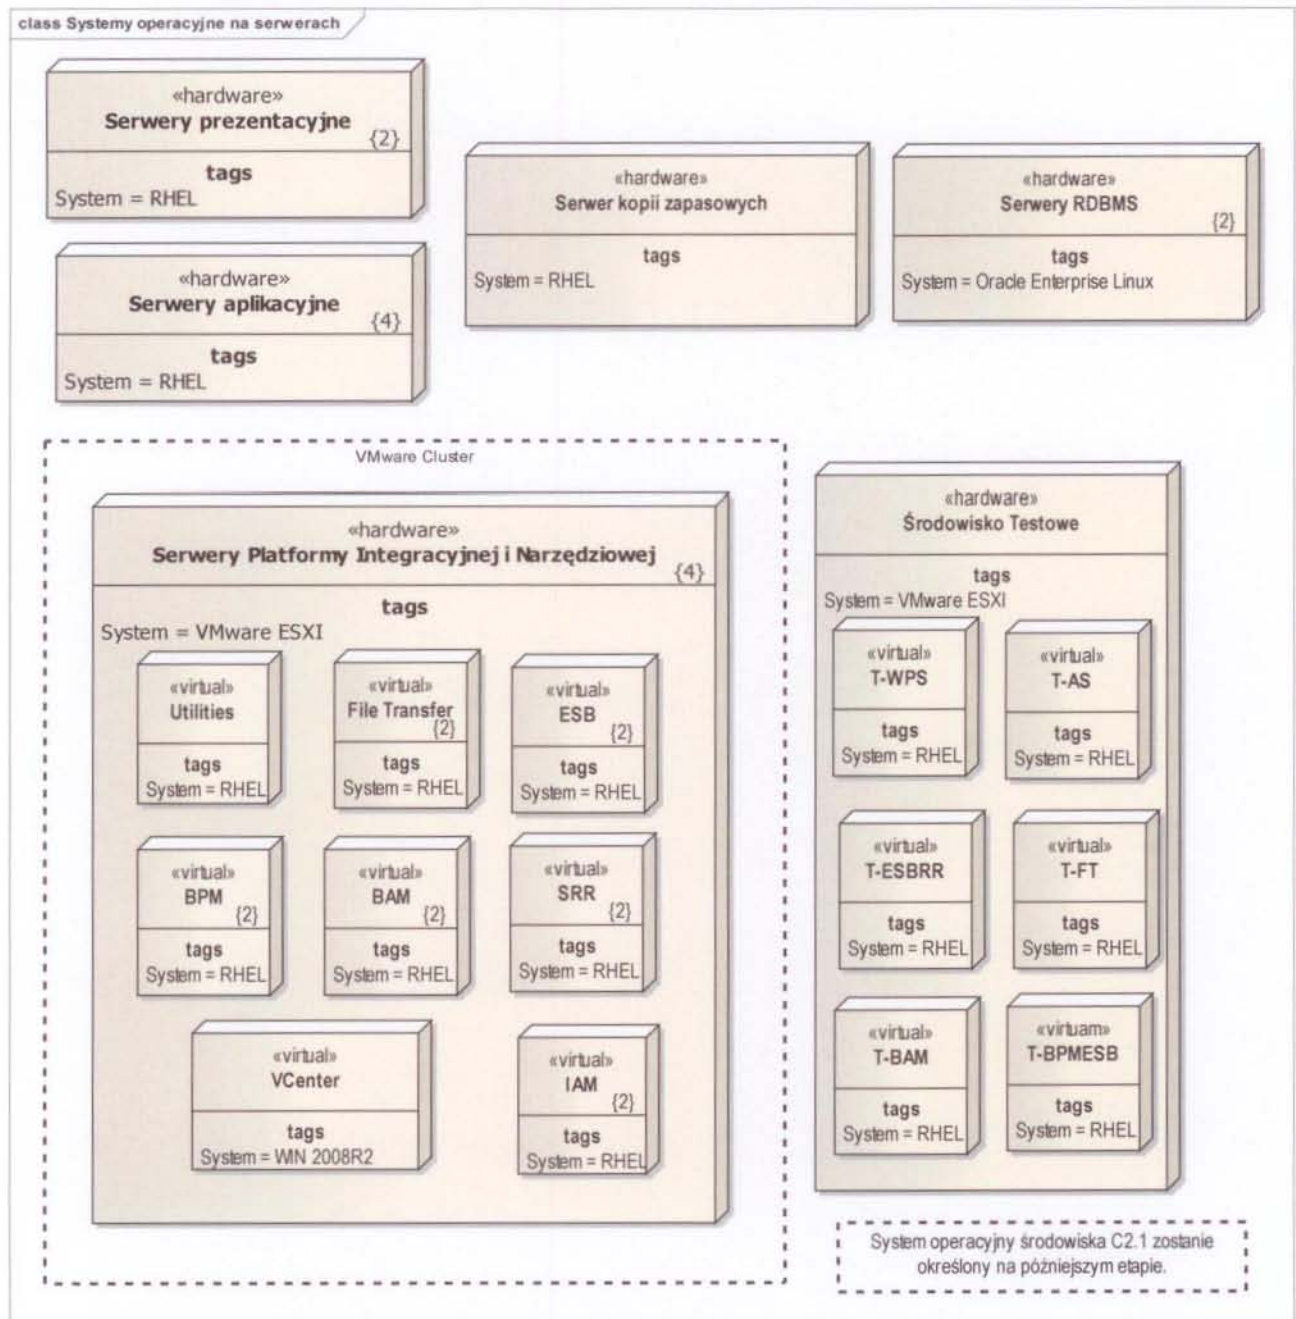 class Systemy operacyjne na serwerach
«hardware»
Serwery prezentacyjne
{2}
tags
System = RHEL
«hardware»
Serwer kopii zapasowych
tags
System = RHEL
«hardware»
Serwery RDBMS
{2}
tags
System = Oracle Enterprise Linux
«hardware»
Serwery aplikacyjne
{4}
tags
System = RHEL
VMware Cluster
«hardware»
Serwery Platformy Integracyjnej i Narzędziowej
{4}
tags
System = VMware ESXI
«virtual»
Utilities
tags
System = RHEL
«virtual»
File Transfer
{2}
tags
System = RHEL
«virtual»
ESB
{2}
tags
System = RHEL
«virtual»
BPM
{2}
tags
System = RHEL
«virtual»
BAM
{2}
tags
System = RHEL
«virtual»
SRR
{2}
tags
System = RHEL
«virtual»
VCenter
tags
System = WIN 2008R2
«virtual»
IAM
{2}
tags
System = RHEL
«hardware»
Środowisko Testowe
tags
System = VMware ESXI
«virtual»
T-WPS
tags
System = RHEL
«virtual»
T-AS
tags
System = RHEL
«virtual»
T-ESBRR
tags
System = RHEL
«virtual»
T-FT
tags
System = RHEL
«virtual»
T-BAM
tags
System = RHEL
«virtuam»
T-BPMESB
tags
System = RHEL
System operacyjny środowiska C2.1 zostanie
określony na późniejszym etapie.